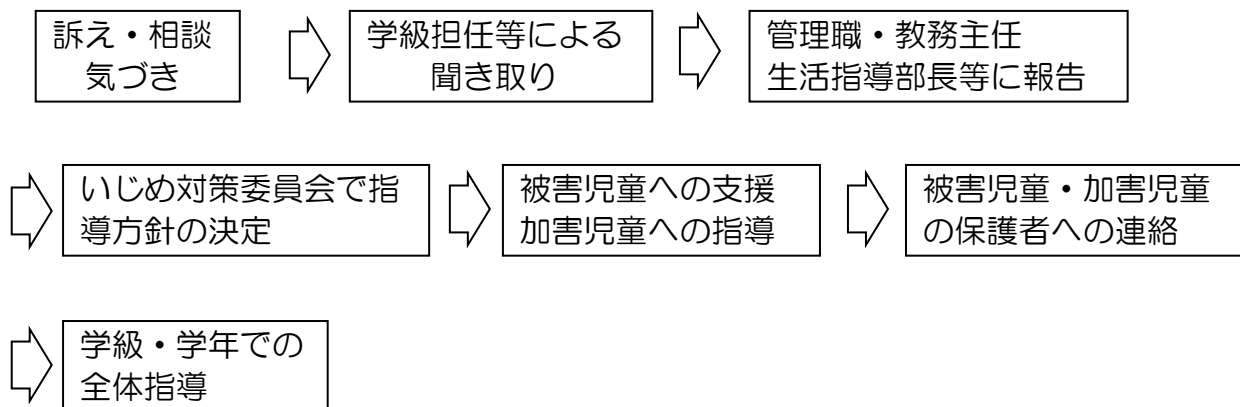 訴え・相談
気づき
学級担任等による
聞き取り
管理職・教務主任
生活指導部長等に報告
いじめ対策委員会で指
導方針の決定
被害児童への支援
加害児童への指導
被害児童・加害児童
の保護者への連絡
学級・学年での
全体指導